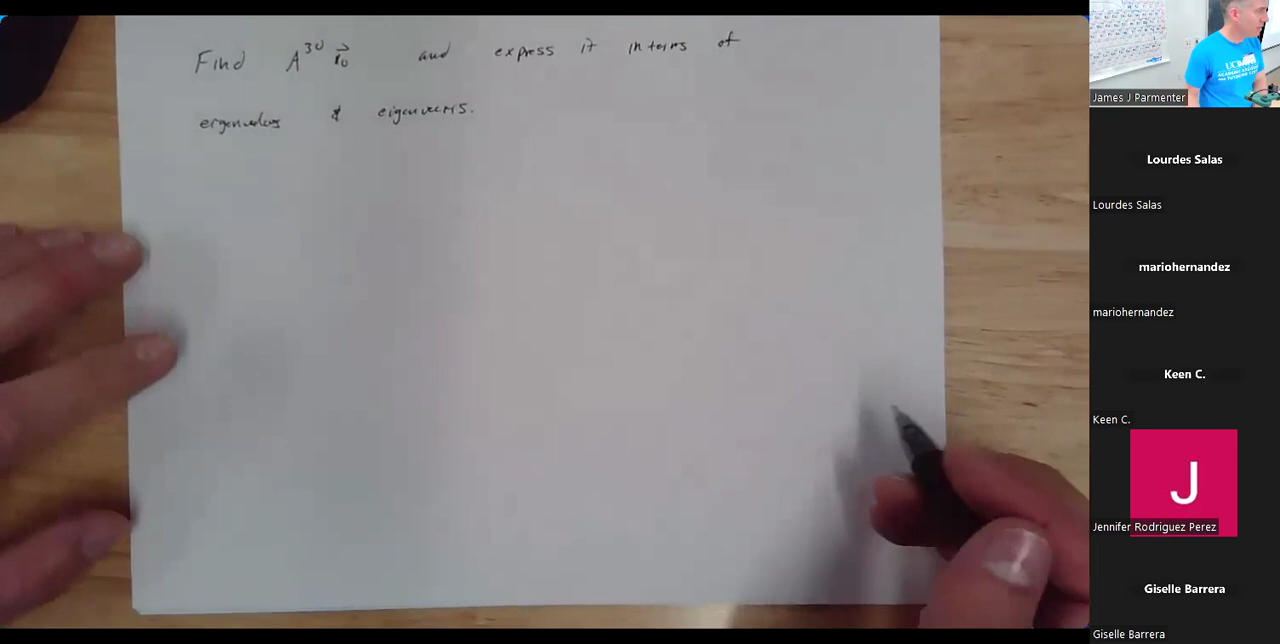 Find A³⁰ r⃗₀ and express it in terms of
eigenvalues & eigenvectors.
James J Parmenter
Lourdes Salas
Lourdes Salas
mariohernandez
mariohernandez
Keen C.
Keen C.
J
Jennifer Rodriguez Perez
Giselle Barrera
Giselle Barrera